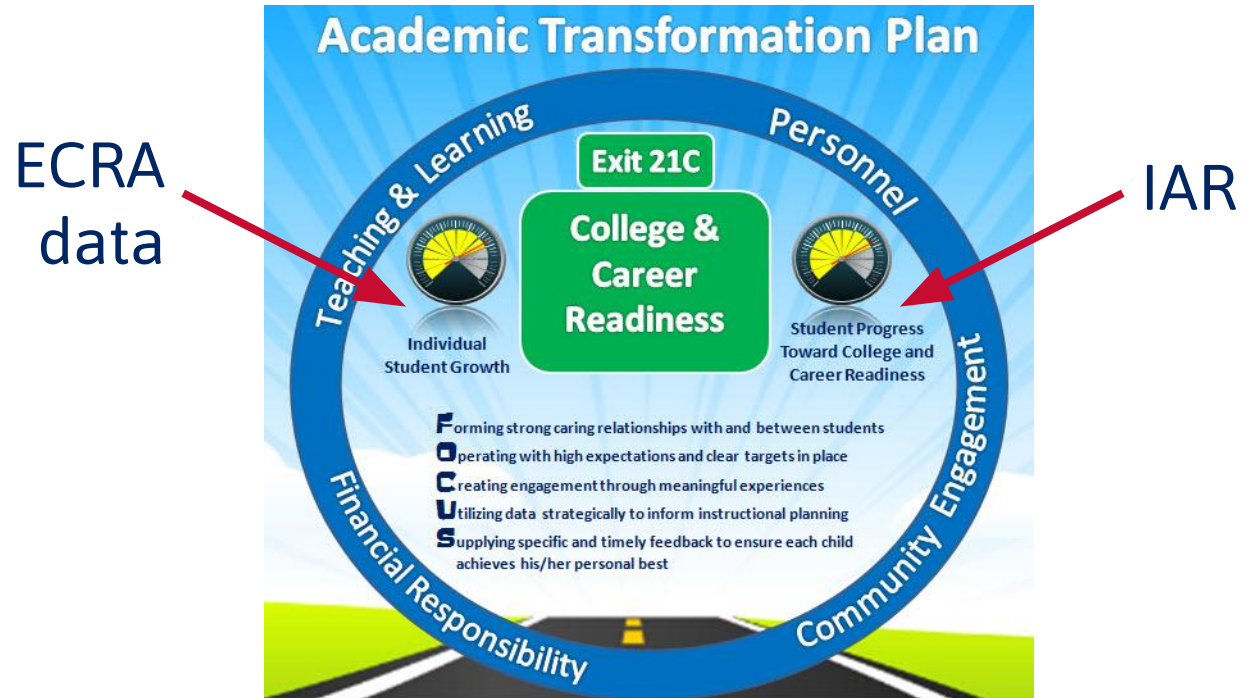 Academic Transformation Plan
ECRA
data
IAR
Teaching & Learning
Personnel
Exit 21C
College &
Career
Readiness
Individual
Student Growth
Student Progress
Toward College and
Career Readiness
Forming strong caring relationships with and between students
Operating with high expectations and clear targets in place
Creating engagement through meaningful experiences
Utilizing data strategically to inform instructional planning
Supplying specific and timely feedback to ensure each child
achieves his/her personal best
Financial Responsibility
Community Engagement